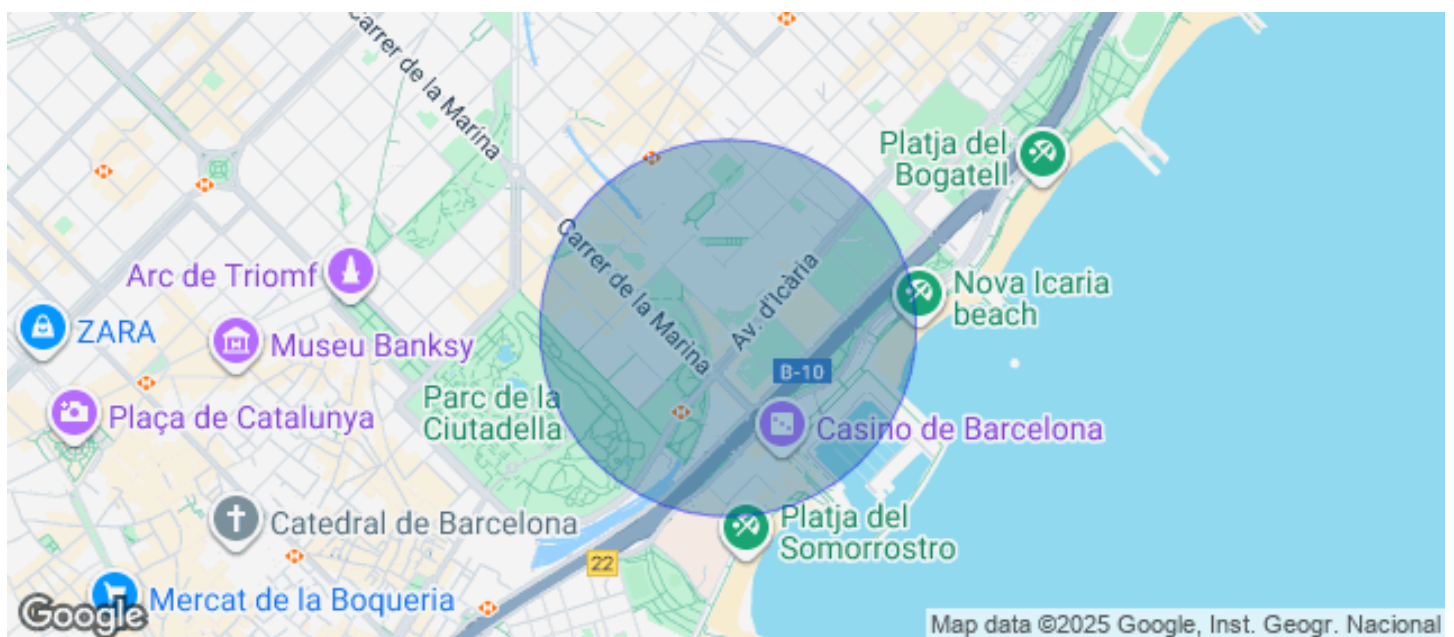 Carrer de la Marina
Platja del
Bogatell
Carrer de la Marina
Av. d'Icària
Arc de Triomf
Nova Icaria
beach
ZARA
Museu Banksy
B-10
Parc de la
Ciutadella
Plaça de Catalunya
Casino de Barcelona
Catedral de Barcelona
Platja del
Somorrostro
22
Mercat de la Boqueria
Google
Map data ©2025 Google, Inst. Geogr. Nacional